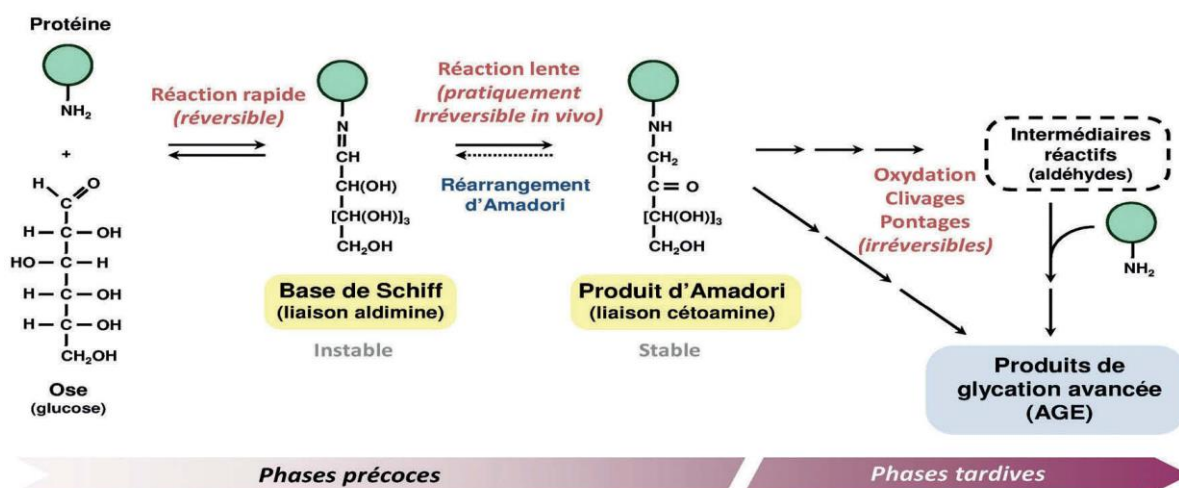 Protéine
NH2
+
H
O
C
H – C – OH
HO – C – H
H – C – OH
H – C – OH
CH2OH
Ose
(glucose)
Réaction rapide
(réversible)
N
CH
C(OH)
[C(OH)]3
CH2OH
Base de Schiff
(liaison aldimine)
Instable
Réaction lente
(pratiquement
Irréversible in vivo)
Réarrangement
d'Amadori
NH
CH2
C = O
[C(OH)]3
CH2OH
Produit d'Amadori
(liaison cétoamine)
Stable
Oxydation
Clivages
Pontages
(irréversibles)
Intermédiaires
réactifs
(aldéhydes)
NH2
Produits de
glycation avancée
(AGE)
Phases précoces
Phases tardives